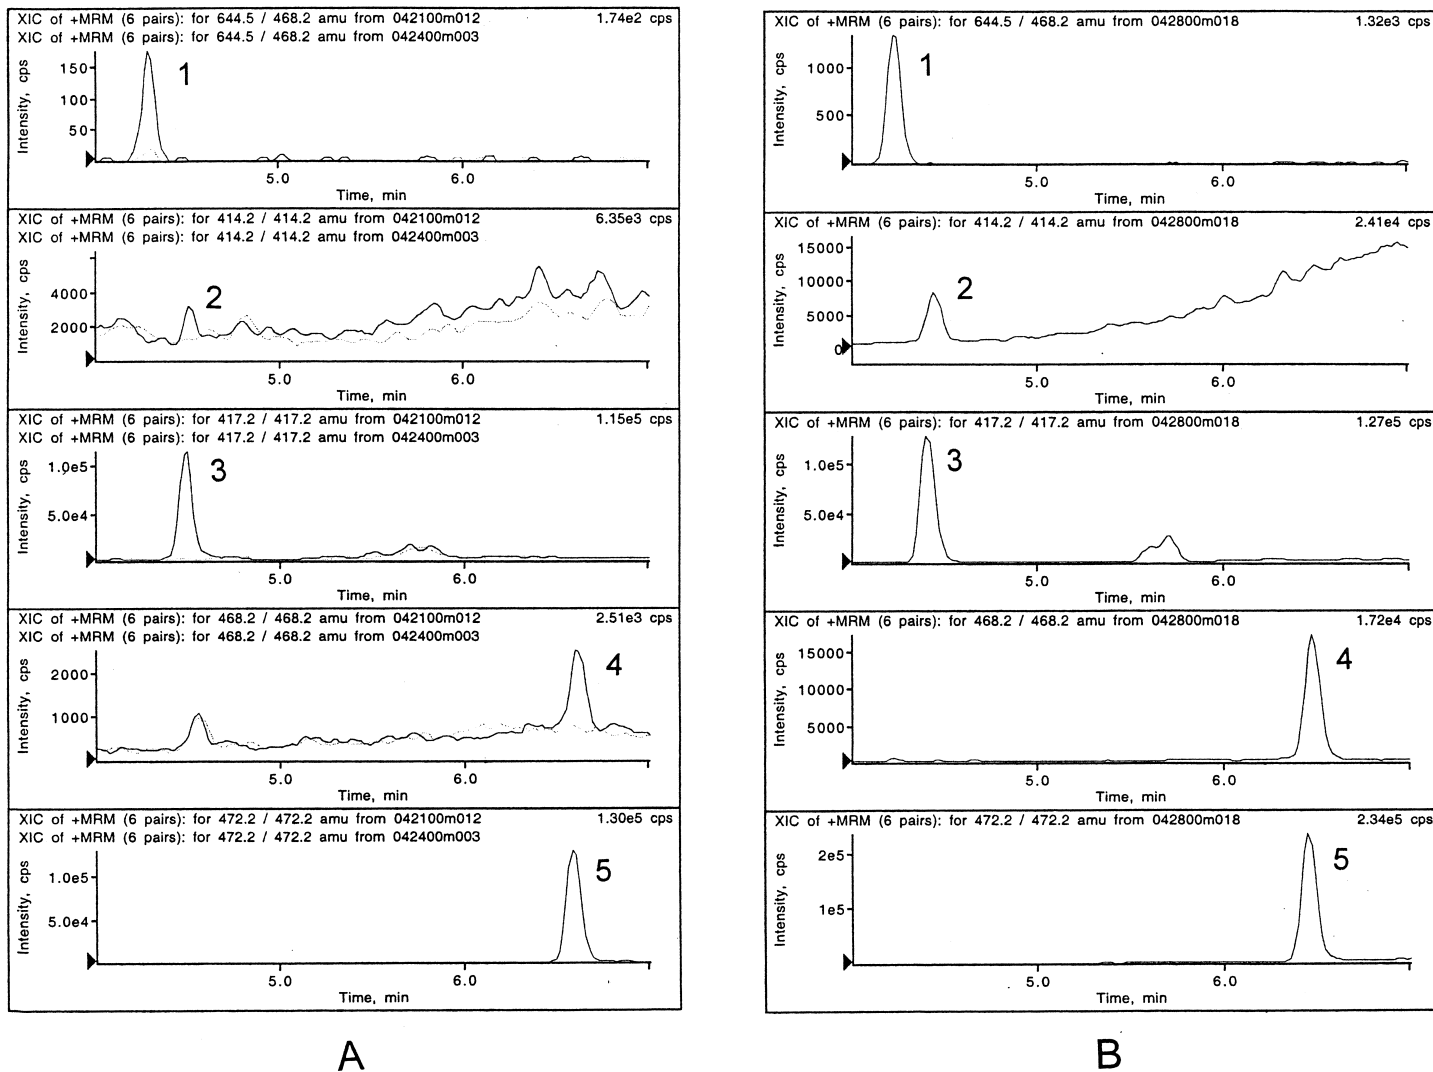 XIC of +MRM (6 pairs): for 644.5 / 468.2 amu from 042100m012 1.74e2 cps
XIC of +MRM (6 pairs): for 644.5 / 468.2 amu from 042400m003
Intensity, cps
150
100
50
1
5.0 6.0
Time, min
XIC of +MRM (6 pairs): for 414.2 / 414.2 amu from 042100m012 6.35e3 cps
XIC of +MRM (6 pairs): for 414.2 / 414.2 amu from 042400m003
Intensity, cps
4000
2000
2
5.0 6.0
Time, min
XIC of +MRM (6 pairs): for 417.2 / 417.2 amu from 042100m012 1.15e5 cps
XIC of +MRM (6 pairs): for 417.2 / 417.2 amu from 042400m003
Intensity, cps
1.0e5
5.0e4
3
5.0 6.0
Time, min
XIC of +MRM (6 pairs): for 468.2 / 468.2 amu from 042100m012 2.51e3 cps
XIC of +MRM (6 pairs): for 468.2 / 468.2 amu from 042400m003
Intensity, cps
2000
1000
4
5.0 6.0
Time, min
XIC of +MRM (6 pairs): for 472.2 / 472.2 amu from 042100m012 1.30e5 cps
XIC of +MRM (6 pairs): for 472.2 / 472.2 amu from 042400m003
Intensity, cps
1.0e5
5.0e4
5
5.0 6.0
Time, min
A
XIC of +MRM (6 pairs): for 644.5 / 468.2 amu from 042800m018 1.32e3 cps
Intensity, cps
1000
500
1
5.0 6.0
Time, min
XIC of +MRM (6 pairs): for 414.2 / 414.2 amu from 042800m018 2.41e4 cps
Intensity, cps
15000
10000
5000
0
2
5.0 6.0
Time, min
XIC of +MRM (6 pairs): for 417.2 / 417.2 amu from 042800m018 1.27e5 cps
Intensity, cps
1.0e5
5.0e4
3
5.0 6.0
Time, min
XIC of +MRM (6 pairs): for 468.2 / 468.2 amu from 042800m018 1.72e4 cps
Intensity, cps
15000
10000
5000
4
5.0 6.0
Time, min
XIC of +MRM (6 pairs): for 472.2 / 472.2 amu from 042800m018 2.34e5 cps
Intensity, cps
2e5
1e5
5
5.0 6.0
Time, min
B